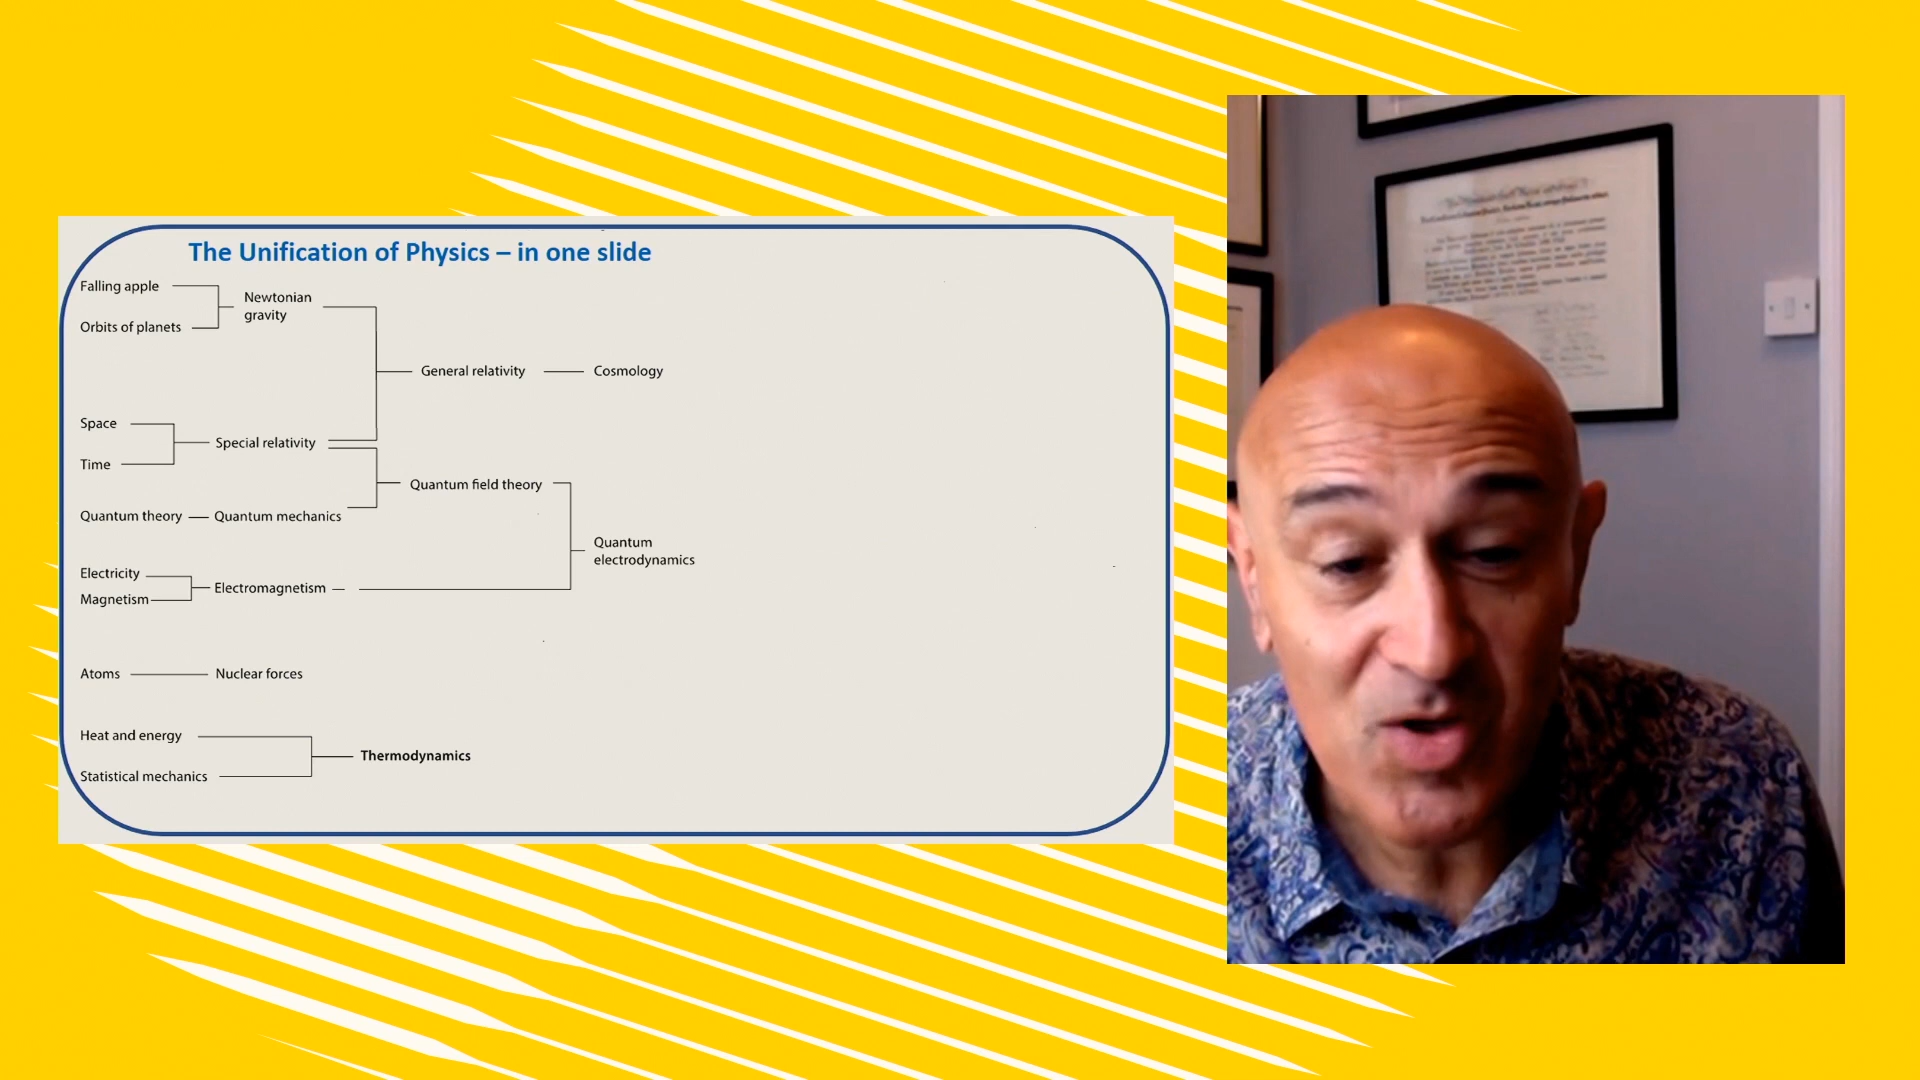 The Unification of Physics – in one slide
Falling apple
Orbits of planets
Newtonian
gravity
General relativity
Cosmology
Space
Time
Special relativity
Quantum field theory
Quantum theory
Quantum mechanics
Quantum
electrodynamics
Electricity
Magnetism
Electromagnetism
Atoms
Nuclear forces
Heat and energy
Statistical mechanics
Thermodynamics